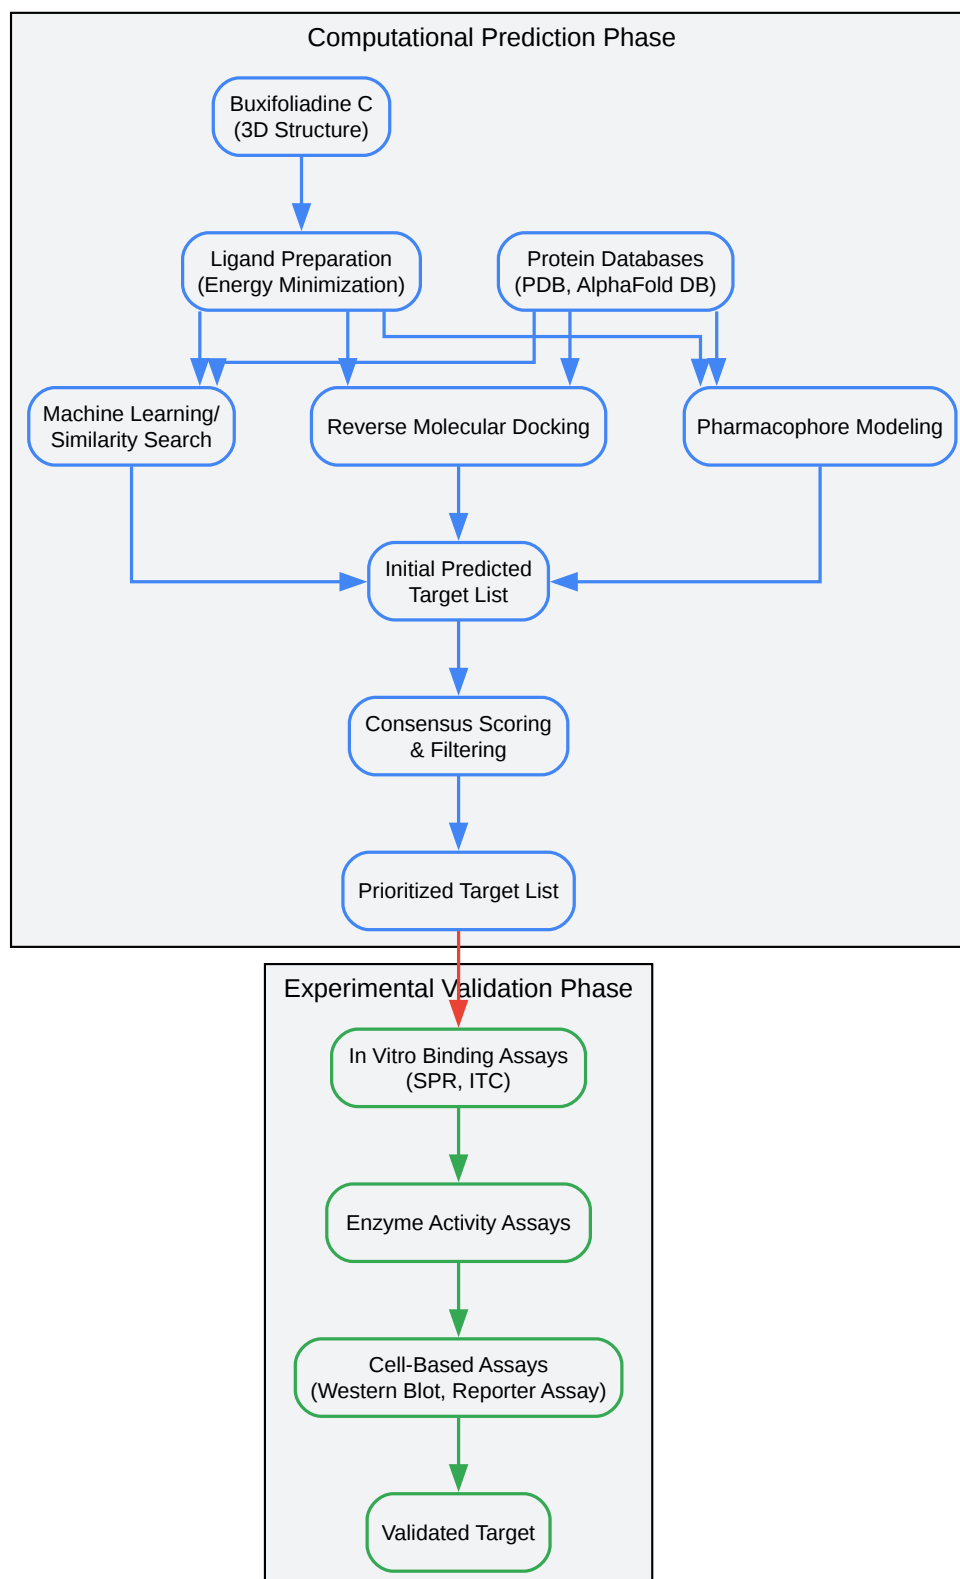 Computational Prediction Phase
Buxifoliadine C
(3D Structure)
Ligand Preparation
(Energy Minimization)
Protein Databases
(PDB, AlphaFold DB)
Machine Learning/
Similarity Search
Reverse Molecular Docking
Pharmacophore Modeling
Initial Predicted
Target List
Consensus Scoring
& Filtering
Prioritized Target List
Experimental Validation Phase
In Vitro Binding Assays
(SPR, ITC)
Enzyme Activity Assays
Cell-Based Assays
(Western Blot, Reporter Assay)
Validated Target